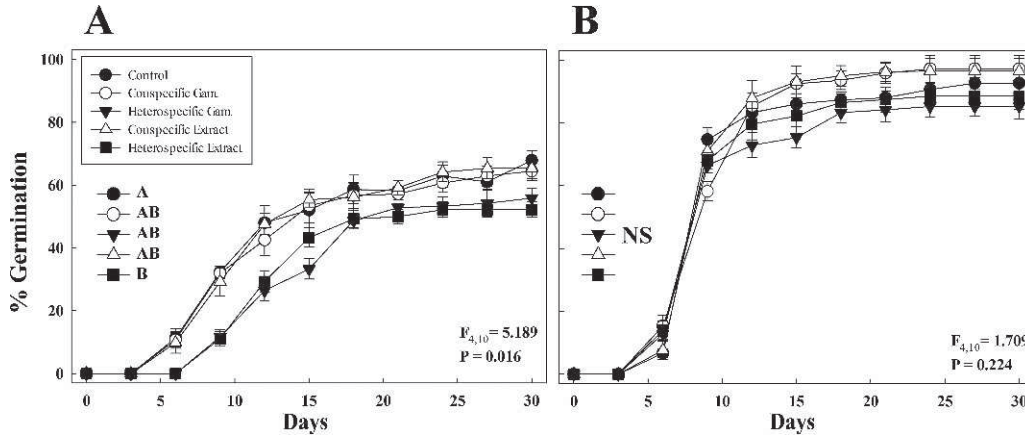 A
B
100
80
60
40
20
0
% Germination
Control
Conspecific Gam.
Heterospecific Gam.
Conspecific Extract
Heterospecific Extract
A
AB
AB
AB
B
F4,10 = 5.189
P = 0.016
0 5 10 15 20 25 30
Days
NS
F4,10 = 1.709
P = 0.224
0 5 10 15 20 25 30
Days